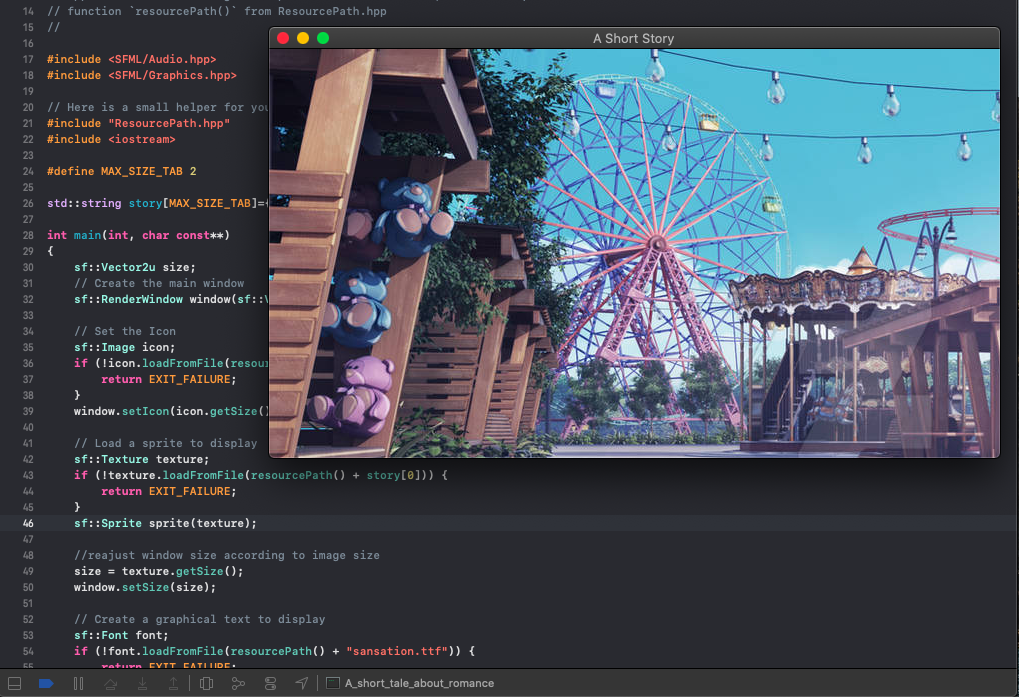 14 // function `resourcePath()` from ResourcePath.hpp
15 //
16
A Short Story
17 #include <SFML/Audio.hpp>
18 #include <SFML/Graphics.hpp>
19
20 // Here is a small helper for you
21 #include "ResourcePath.hpp"
22 #include <iostream>
23
24 #define MAX_SIZE_TAB 2
25
26 std::string story[MAX_SIZE_TAB]={
27
28 int main(int, char const**)
29 {
30 sf::Vector2u size;
31 // Create the main window
32 sf::RenderWindow window(sf::
33
34 // Set the Icon
35 sf::Image icon;
36 if (!icon.loadFromFile(resou
37 return EXIT_FAILURE;
38 }
39 window.setIcon(icon.getSize()
40
41 // Load a sprite to display
42 sf::Texture texture;
43 if (!texture.loadFromFile(resourcePath() + story[0])) {
44 return EXIT_FAILURE;
45 }
46 sf::Sprite sprite(texture);
47
48 //reajust window size according to image size
49 size = texture.getSize();
50 window.setSize(size);
51
52 // Create a graphical text to display
53 sf::Font font;
54 if (!font.loadFromFile(resourcePath() + "sansation.ttf")) {
55 return EXIT_FAILURE;
A_short_tale_about_romance